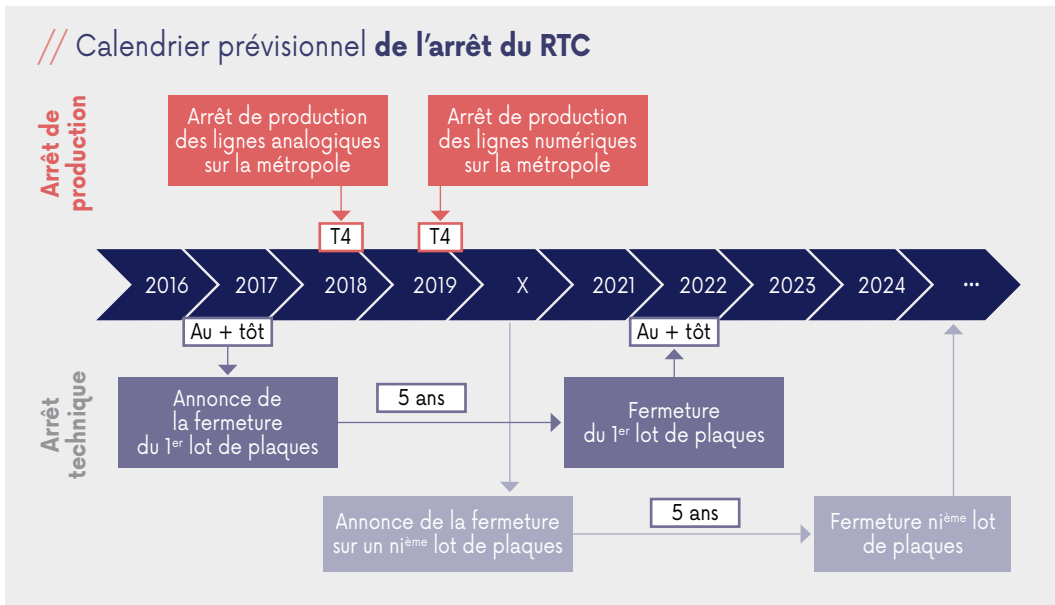 // Calendrier prévisionnel de l'arrêt du RTC
Arrêt de
production
Arrêt de production
des lignes analogiques
sur la métropole
Arrêt de production
des lignes numériques
sur la métropole
T4
T4
2016
2017
2018
2019
X
2021
2022
2023
2024
...
Au + tôt
Au + tôt
Arrêt
technique
Annonce de
la fermeture
du 1er lot de plaques
5 ans
Fermeture
du 1er lot de plaques
Annonce de la fermeture
sur un nième lot de plaques
5 ans
Fermeture nième lot
de plaques